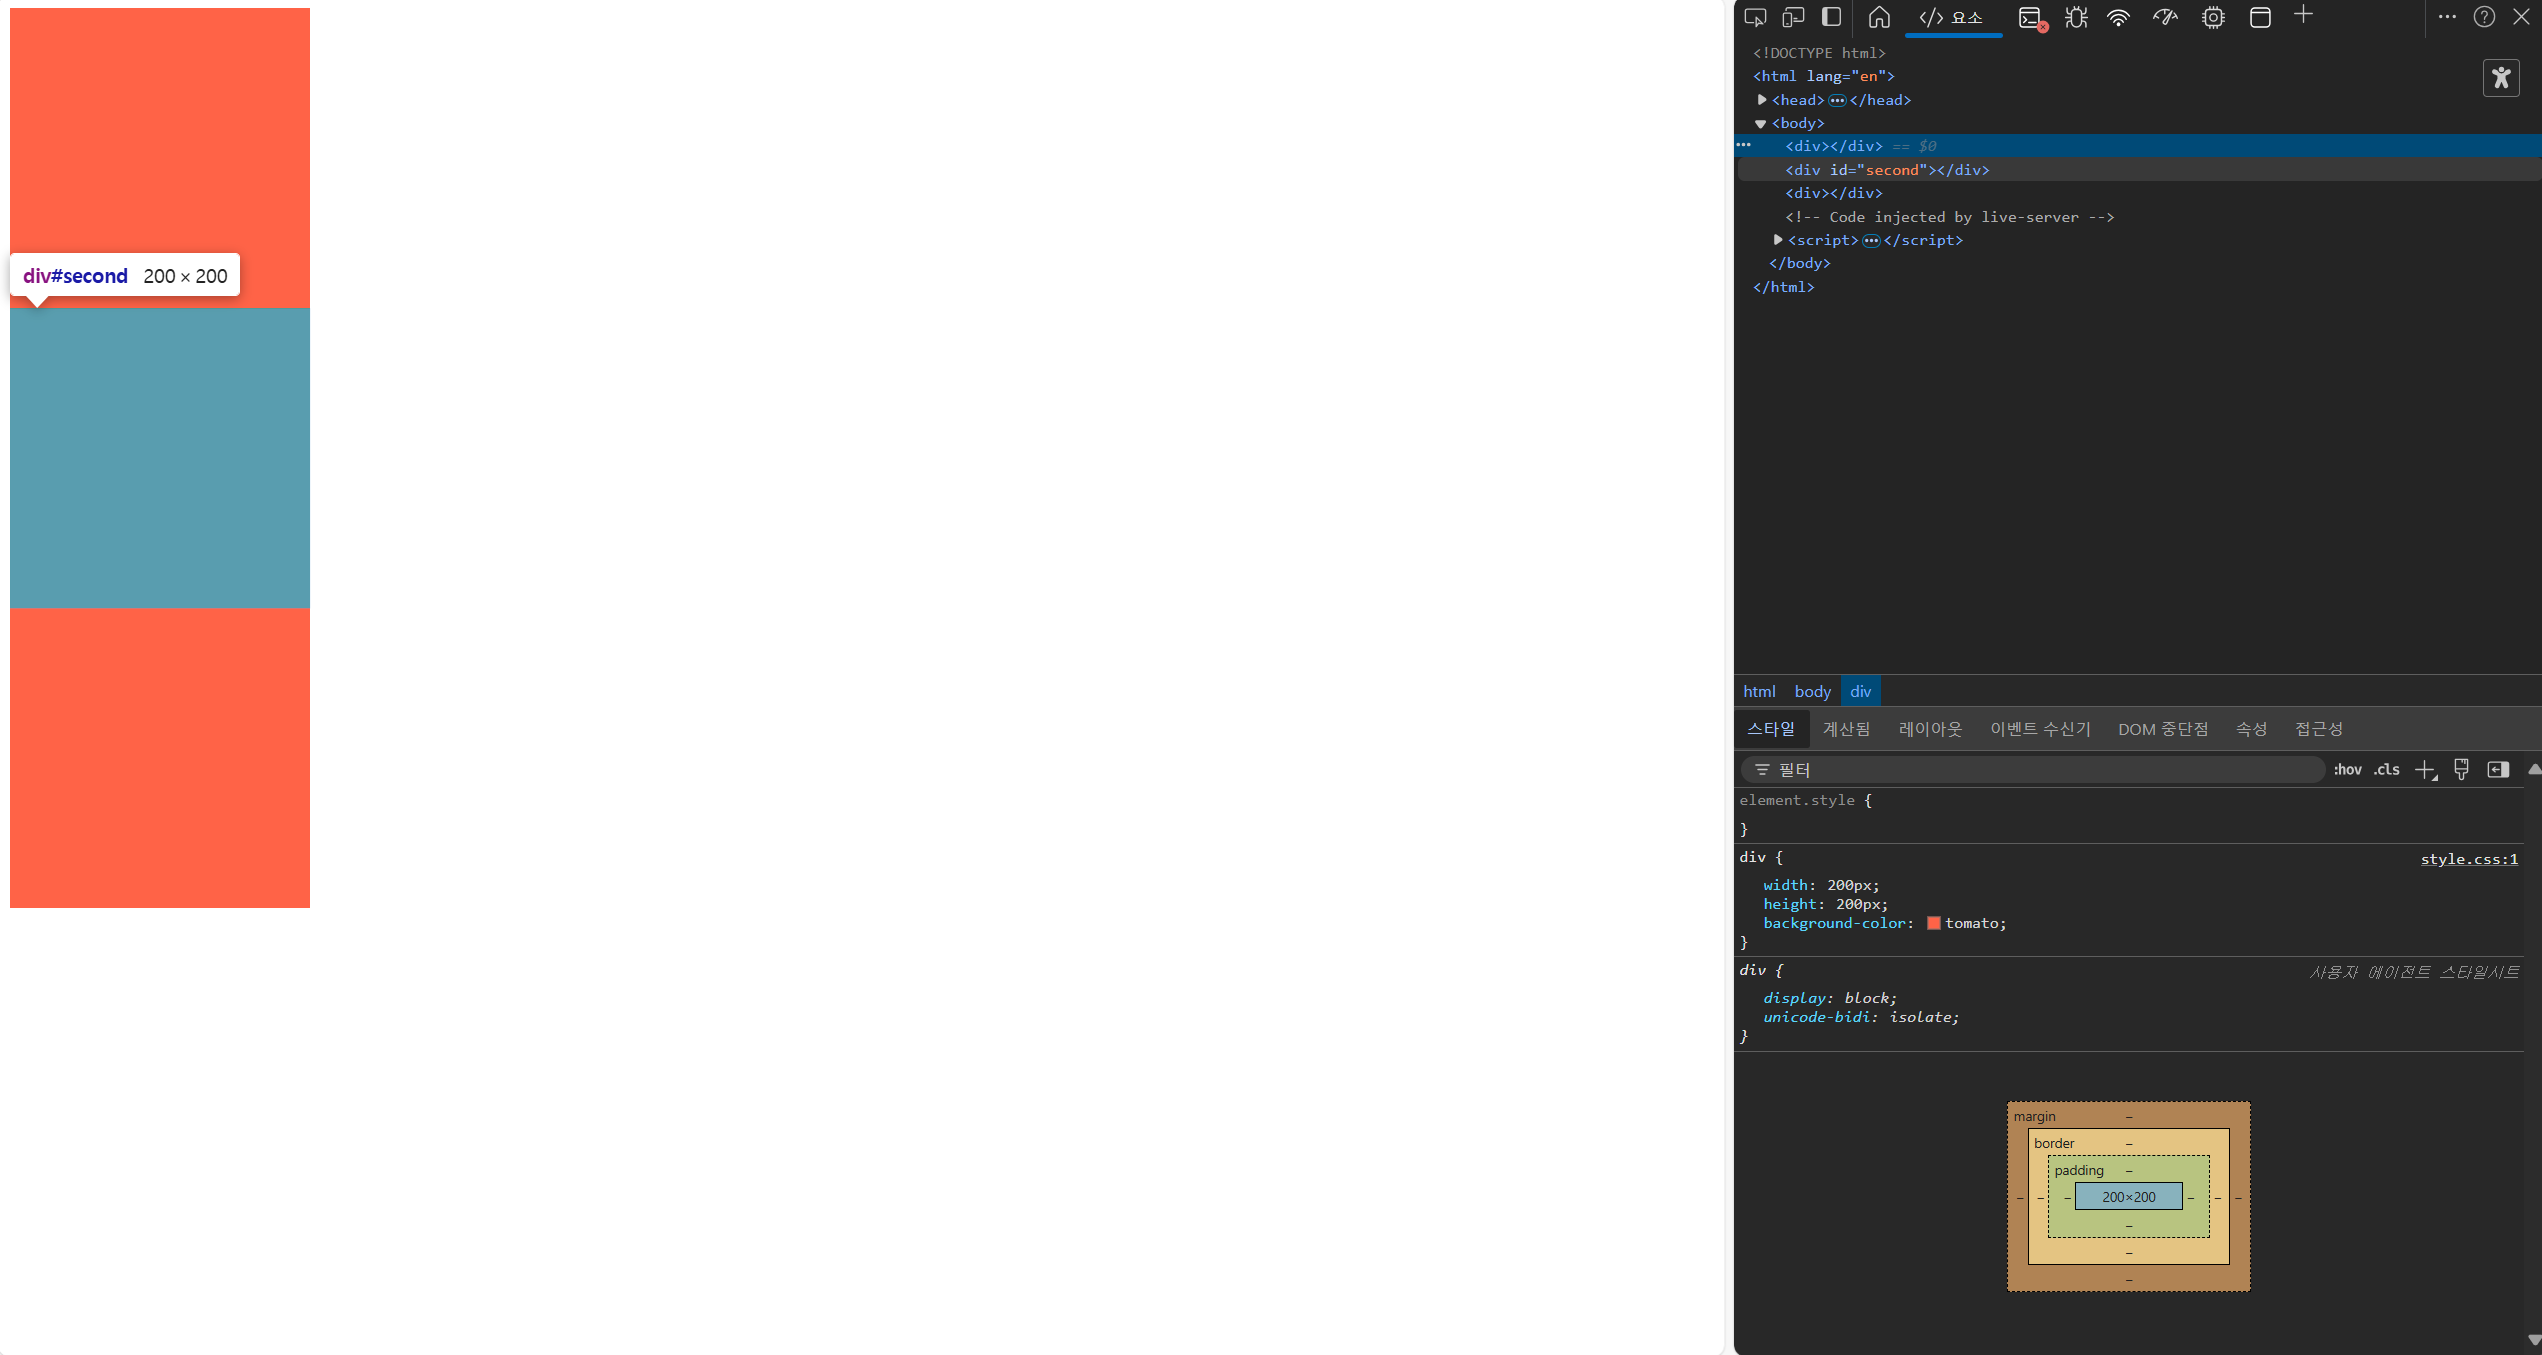 div#second 200 × 200
요소
<!DOCTYPE html>
<html lang="en">
<head>•••</head>
<body>
••• <div></div> == $0
<div id="second"></div>
<div></div>
<!-- Code injected by live-server -->
<script>•••</script>
</body>
</html>
html body div
스타일 계산됨 레이아웃 이벤트 수신기 DOM 중단점 속성 접근성
필터 :hov .cls
element.style {
}
div { style.css:1
width: 200px;
height: 200px;
background-color: tomato;
}
div { 사용자 에이전트 스타일시트
display: block;
unicode-bidi: isolate;
}
margin –
border –
padding –
– – – 200×200 – – –
–
–
–